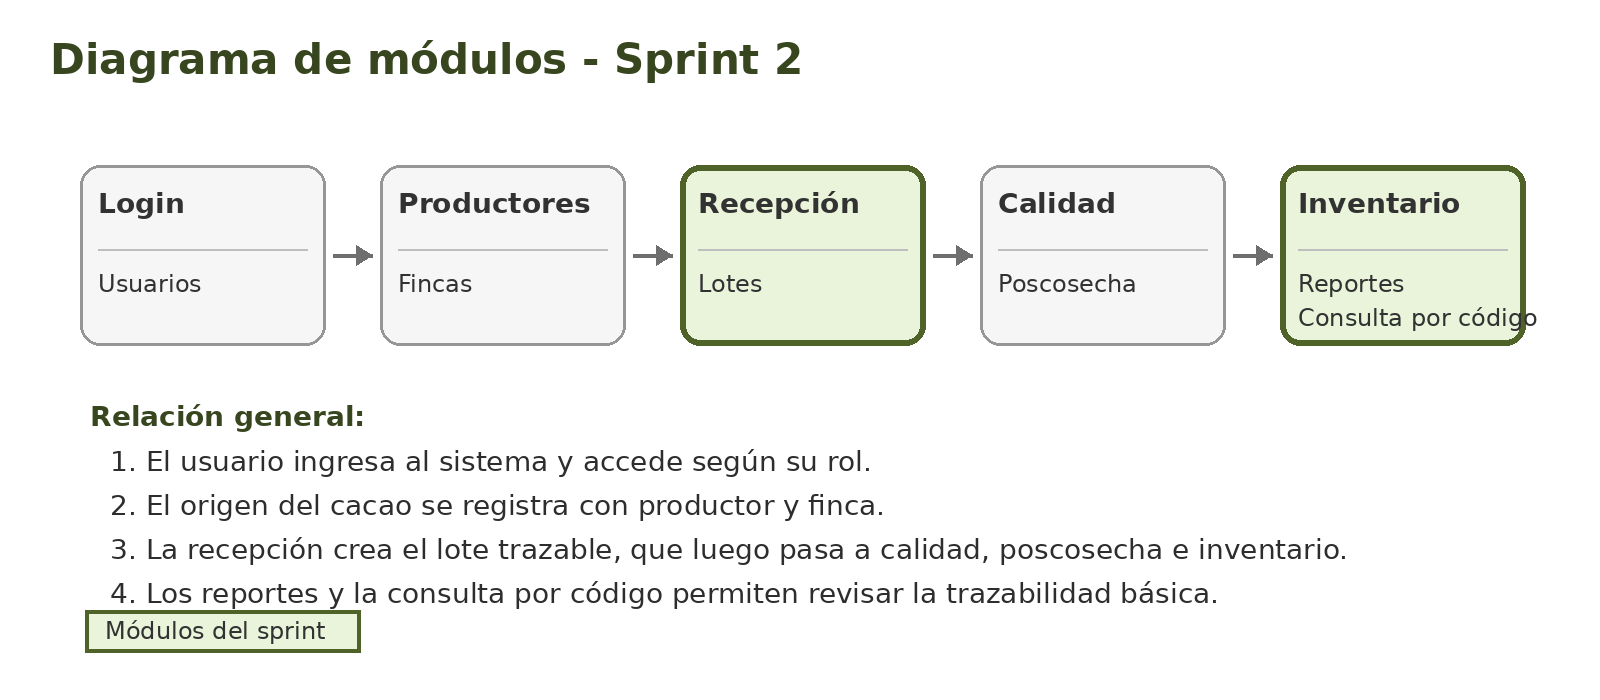 Diagrama de módulos - Sprint 2
Login
Usuarios
Productores
Fincas
Recepción
Lotes
Calidad
Poscosecha
Inventario
Reportes
Consulta por código
Relación general:
1. El usuario ingresa al sistema y accede según su rol.
2. El origen del cacao se registra con productor y finca.
3. La recepción crea el lote trazable, que luego pasa a calidad, poscosecha e inventario.
4. Los reportes y la consulta por código permiten revisar la trazabilidad básica.
Módulos del sprint